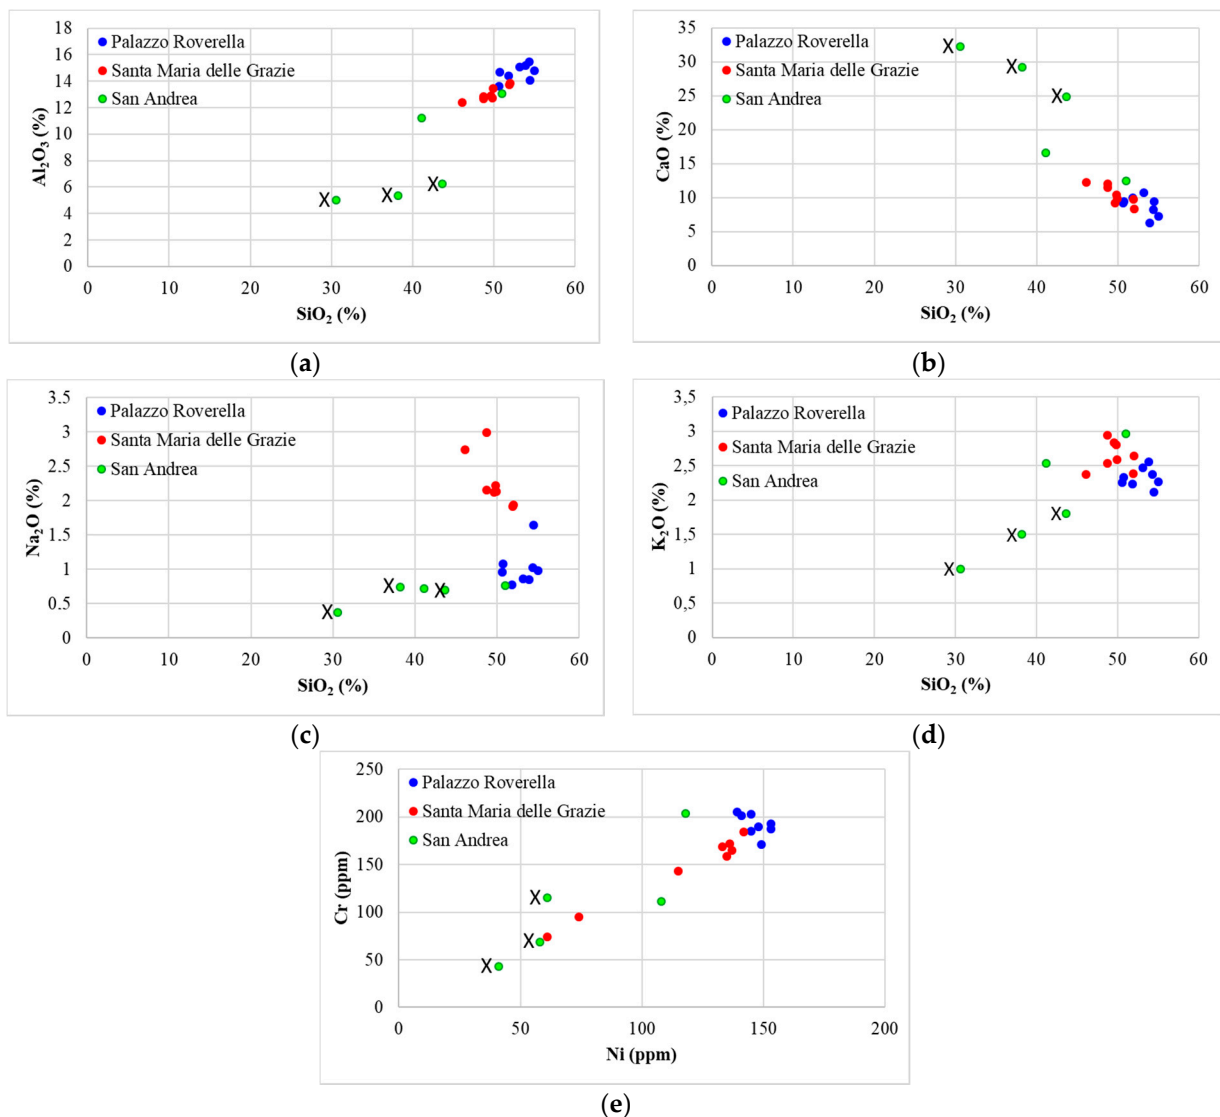 18
16
14
12
10
8
6
4
2
0
Al₂O₃ (%)
Palazzo Roverella
Santa Maria delle Grazie
San Andrea
X X X
0 10 20 30 40 50 60
SiO₂ (%)
(a)
35
30
25
20
15
10
5
0
CaO (%)
Palazzo Roverella
Santa Maria delle Grazie
San Andrea
X X X
0 10 20 30 40 50 60
SiO₂ (%)
(b)
3.5
3
2.5
2
1.5
1
0.5
0
Na₂O (%)
Palazzo Roverella
Santa Maria delle Grazie
San Andrea
X X X
0 10 20 30 40 50 60
SiO₂ (%)
(c)
3,5
3
2,5
2
1,5
1
0,5
0
K₂O (%)
Palazzo Roverella
Santa Maria delle Grazie
San Andrea
X X X
0 10 20 30 40 50 60
SiO₂ (%)
(d)
250
200
150
100
50
0
Cr (ppm)
Palazzo Roverella
Santa Maria delle Grazie
San Andrea
X X X
0 50 100 150 200
Ni (ppm)
(e)